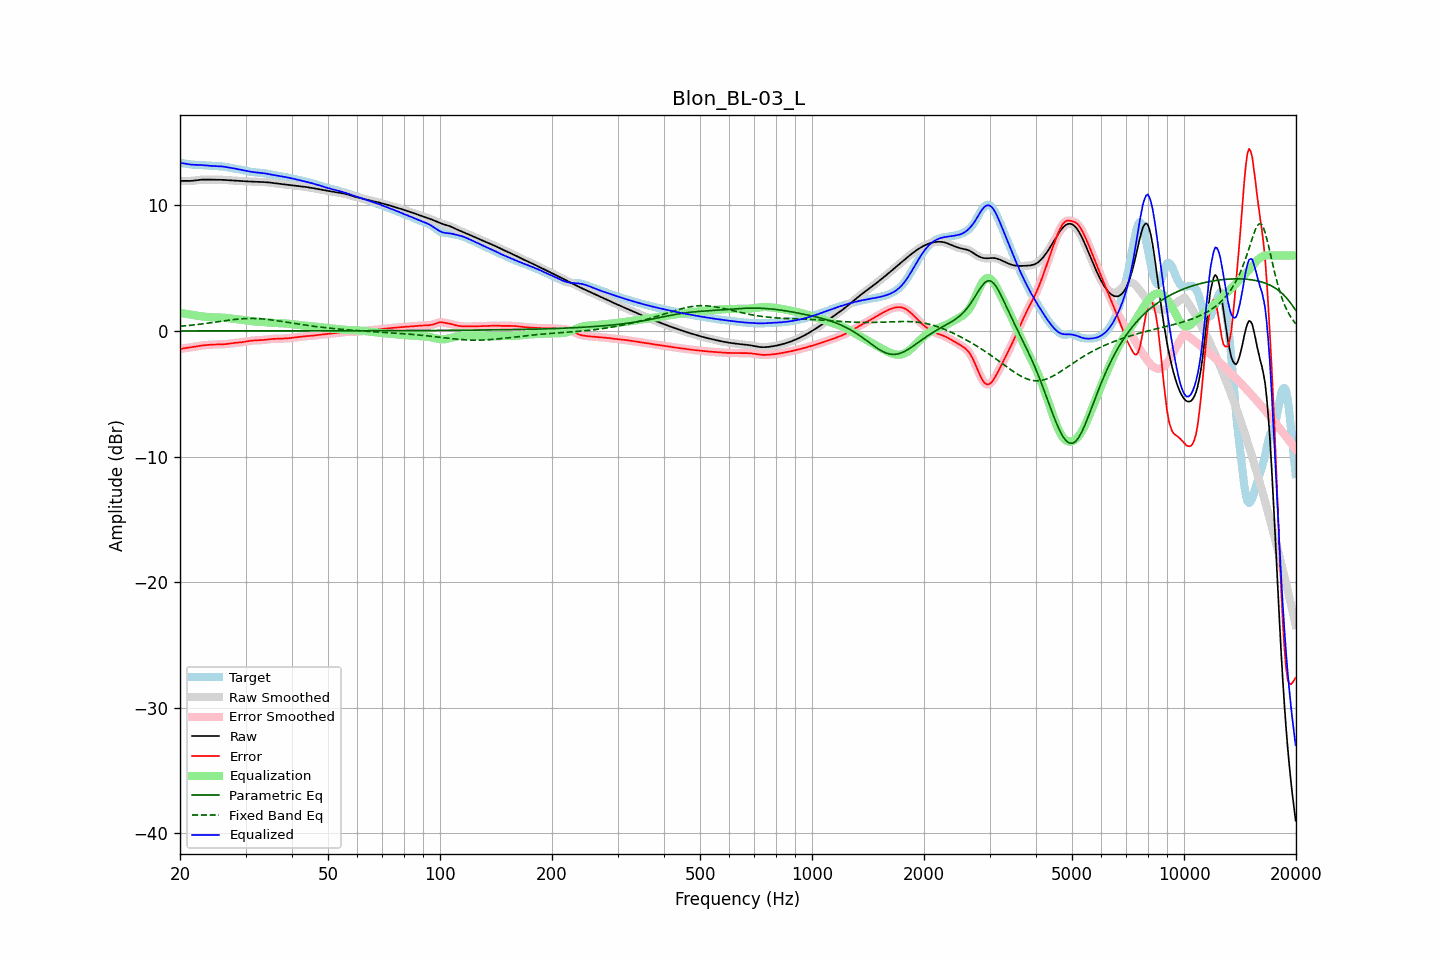 Blon_BL-03_L
Amplitude (dBr)
10
0
−10
−20
−30
−40
Target
Raw Smoothed
Error Smoothed
Raw
Error
Equalization
Parametric Eq
Fixed Band Eq
Equalized
20 50 100 200 500 1000 2000 5000 10000 20000
Frequency (Hz)